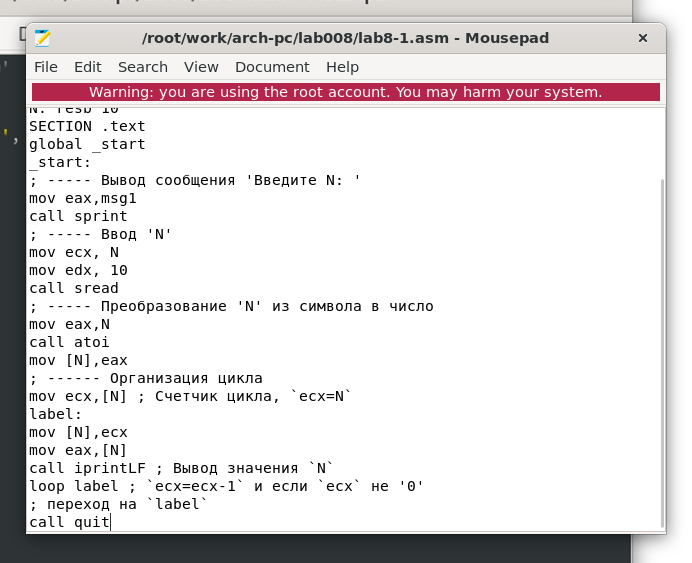 /root/work/arch-pc/lab008/lab8-1.asm - Mousepad
File Edit Search View Document Help
Warning: you are using the root account. You may harm your system.
N: resb 10
SECTION .text
global _start
_start:
; ----- Вывод сообщения 'Введите N: '
mov eax,msg1
call sprint
; ----- Ввод 'N'
mov ecx, N
mov edx, 10
call sread
; ----- Преобразование 'N' из символа в число
mov eax,N
call atoi
mov [N],eax
; ------ Организация цикла
mov ecx,[N] ; Счетчик цикла, `ecx=N`
label:
mov [N],ecx
mov eax,[N]
call iprintLF ; Вывод значения `N`
loop label ; `ecx=ecx-1` и если `ecx` не '0'
; переход на `label`
call quit